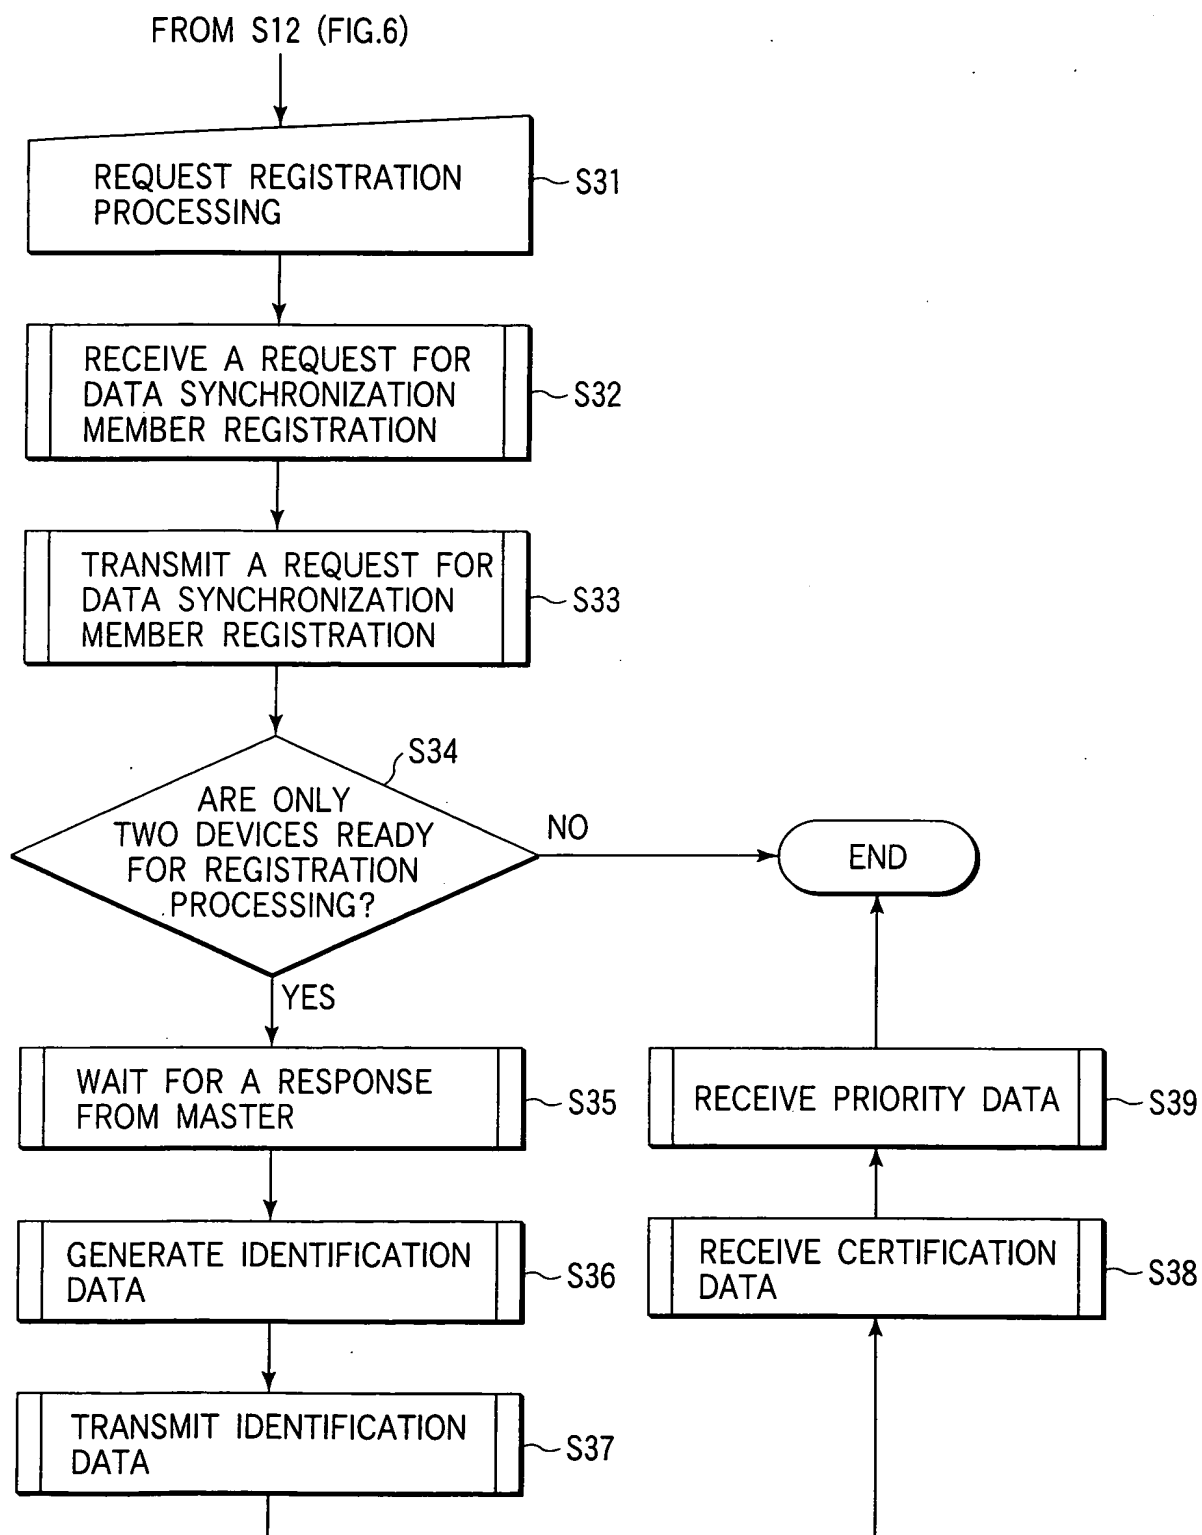 FROM S12 (FIG.6)
REQUEST REGISTRATION
PROCESSING
S31
RECEIVE A REQUEST FOR
DATA SYNCHRONIZATION
MEMBER REGISTRATION
S32
TRANSMIT A REQUEST FOR
DATA SYNCHRONIZATION
MEMBER REGISTRATION
S33
S34
ARE ONLY
TWO DEVICES READY
FOR REGISTRATION
PROCESSING?
NO
END
YES
WAIT FOR A RESPONSE
FROM MASTER
S35
GENERATE IDENTIFICATION
DATA
S36
TRANSMIT IDENTIFICATION
DATA
S37
RECEIVE CERTIFICATION
DATA
S38
RECEIVE PRIORITY DATA
S39